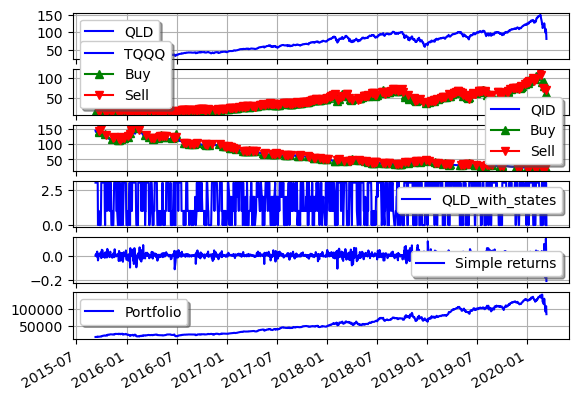 150
100
50
QLD
TQQQ
Buy
Sell
100
50
150
100
50
QID
Buy
Sell
2.5
0.0
QLD_with_states
0.0
−0.2
Simple returns
100000
50000
Portfolio
2015-07
2016-01
2016-07
2017-01
2017-07
2018-01
2018-07
2019-01
2019-07
2020-01